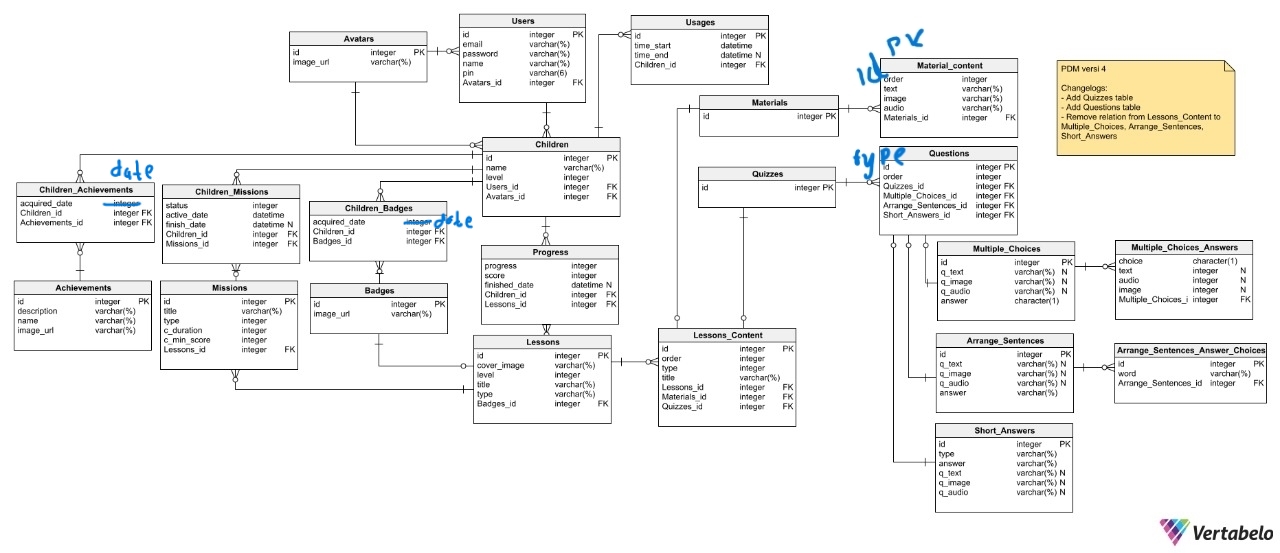 Users
id integer PK
email varchar(%)
password varchar(%)
name varchar(%)
pin varchar(6)
Avatars_id integer FK
Avatars
id integer PK
image_url varchar(%)
Usages
id integer PK
time_start datetime
time_end datetime N
Children_id integer FK
id PK
Material_content
order integer
text varchar(%)
image varchar(%)
audio varchar(%)
Materials_id integer FK
PDM versi 4
Changelogs:
- Add Quizzes table
- Add Questions table
- Remove relation from Lessons_Content to
Multiple_Choices, Arrange_Sentences,
Short_Answers
Materials
id integer PK
Children
id integer PK
name varchar(%)
level integer
Users_id integer FK
Avatars_id integer FK
type
Questions
id integer PK
order integer
Quizzes_id integer FK
Multiple_Choices_id integer FK
Arrange_Sentences_id integer FK
Short_Answers_id integer FK
Quizzes
id integer PK
date
Children_Achievements
acquired_date integer
Children_id integer FK
Achievements_id integer FK
Children_Missions
status integer
active_date datetime
finish_date datetime N
Children_id integer FK
Missions_id integer FK
Children_Badges
acquired_date integer date
Children_id integer FK
Badges_id integer FK
Progress
progress integer
score integer
finished_date datetime N
Children_id integer FK
Lessons_id integer FK
Multiple_Choices
id integer PK
q_text varchar(%) N
q_image varchar(%) N
q_audio varchar(%) N
answer character(1)
Multiple_Choices_Answers
choice character(1)
text integer N
audio integer N
image integer N
Multiple_Choices_i integer FK
Achievements
id integer PK
description varchar(%)
name varchar(%)
image_url varchar(%)
Missions
id integer PK
title varchar(%)
type integer
c_duration integer
c_min_score integer
Lessons_id integer FK
Badges
id integer PK
image_url varchar(%)
Lessons
id integer PK
cover_image varchar(%)
level integer
title varchar(%)
type varchar(%)
Badges_id integer FK
Lessons_Content
id integer PK
order integer
type integer
title varchar(%)
Lessons_id integer FK
Materials_id integer FK
Quizzes_id integer FK
Arrange_Sentences
id integer PK
q_text varchar(%) N
q_image varchar(%) N
q_audio varchar(%) N
answer varchar(%)
Arrange_Sentences_Answer_Choices
id integer PK
word varchar(%)
Arrange_Sentences_id integer FK
Short_Answers
id integer PK
type varchar(%)
answer varchar(%)
q_text varchar(%) N
q_image varchar(%) N
q_audio varchar(%) N
Vertabelo